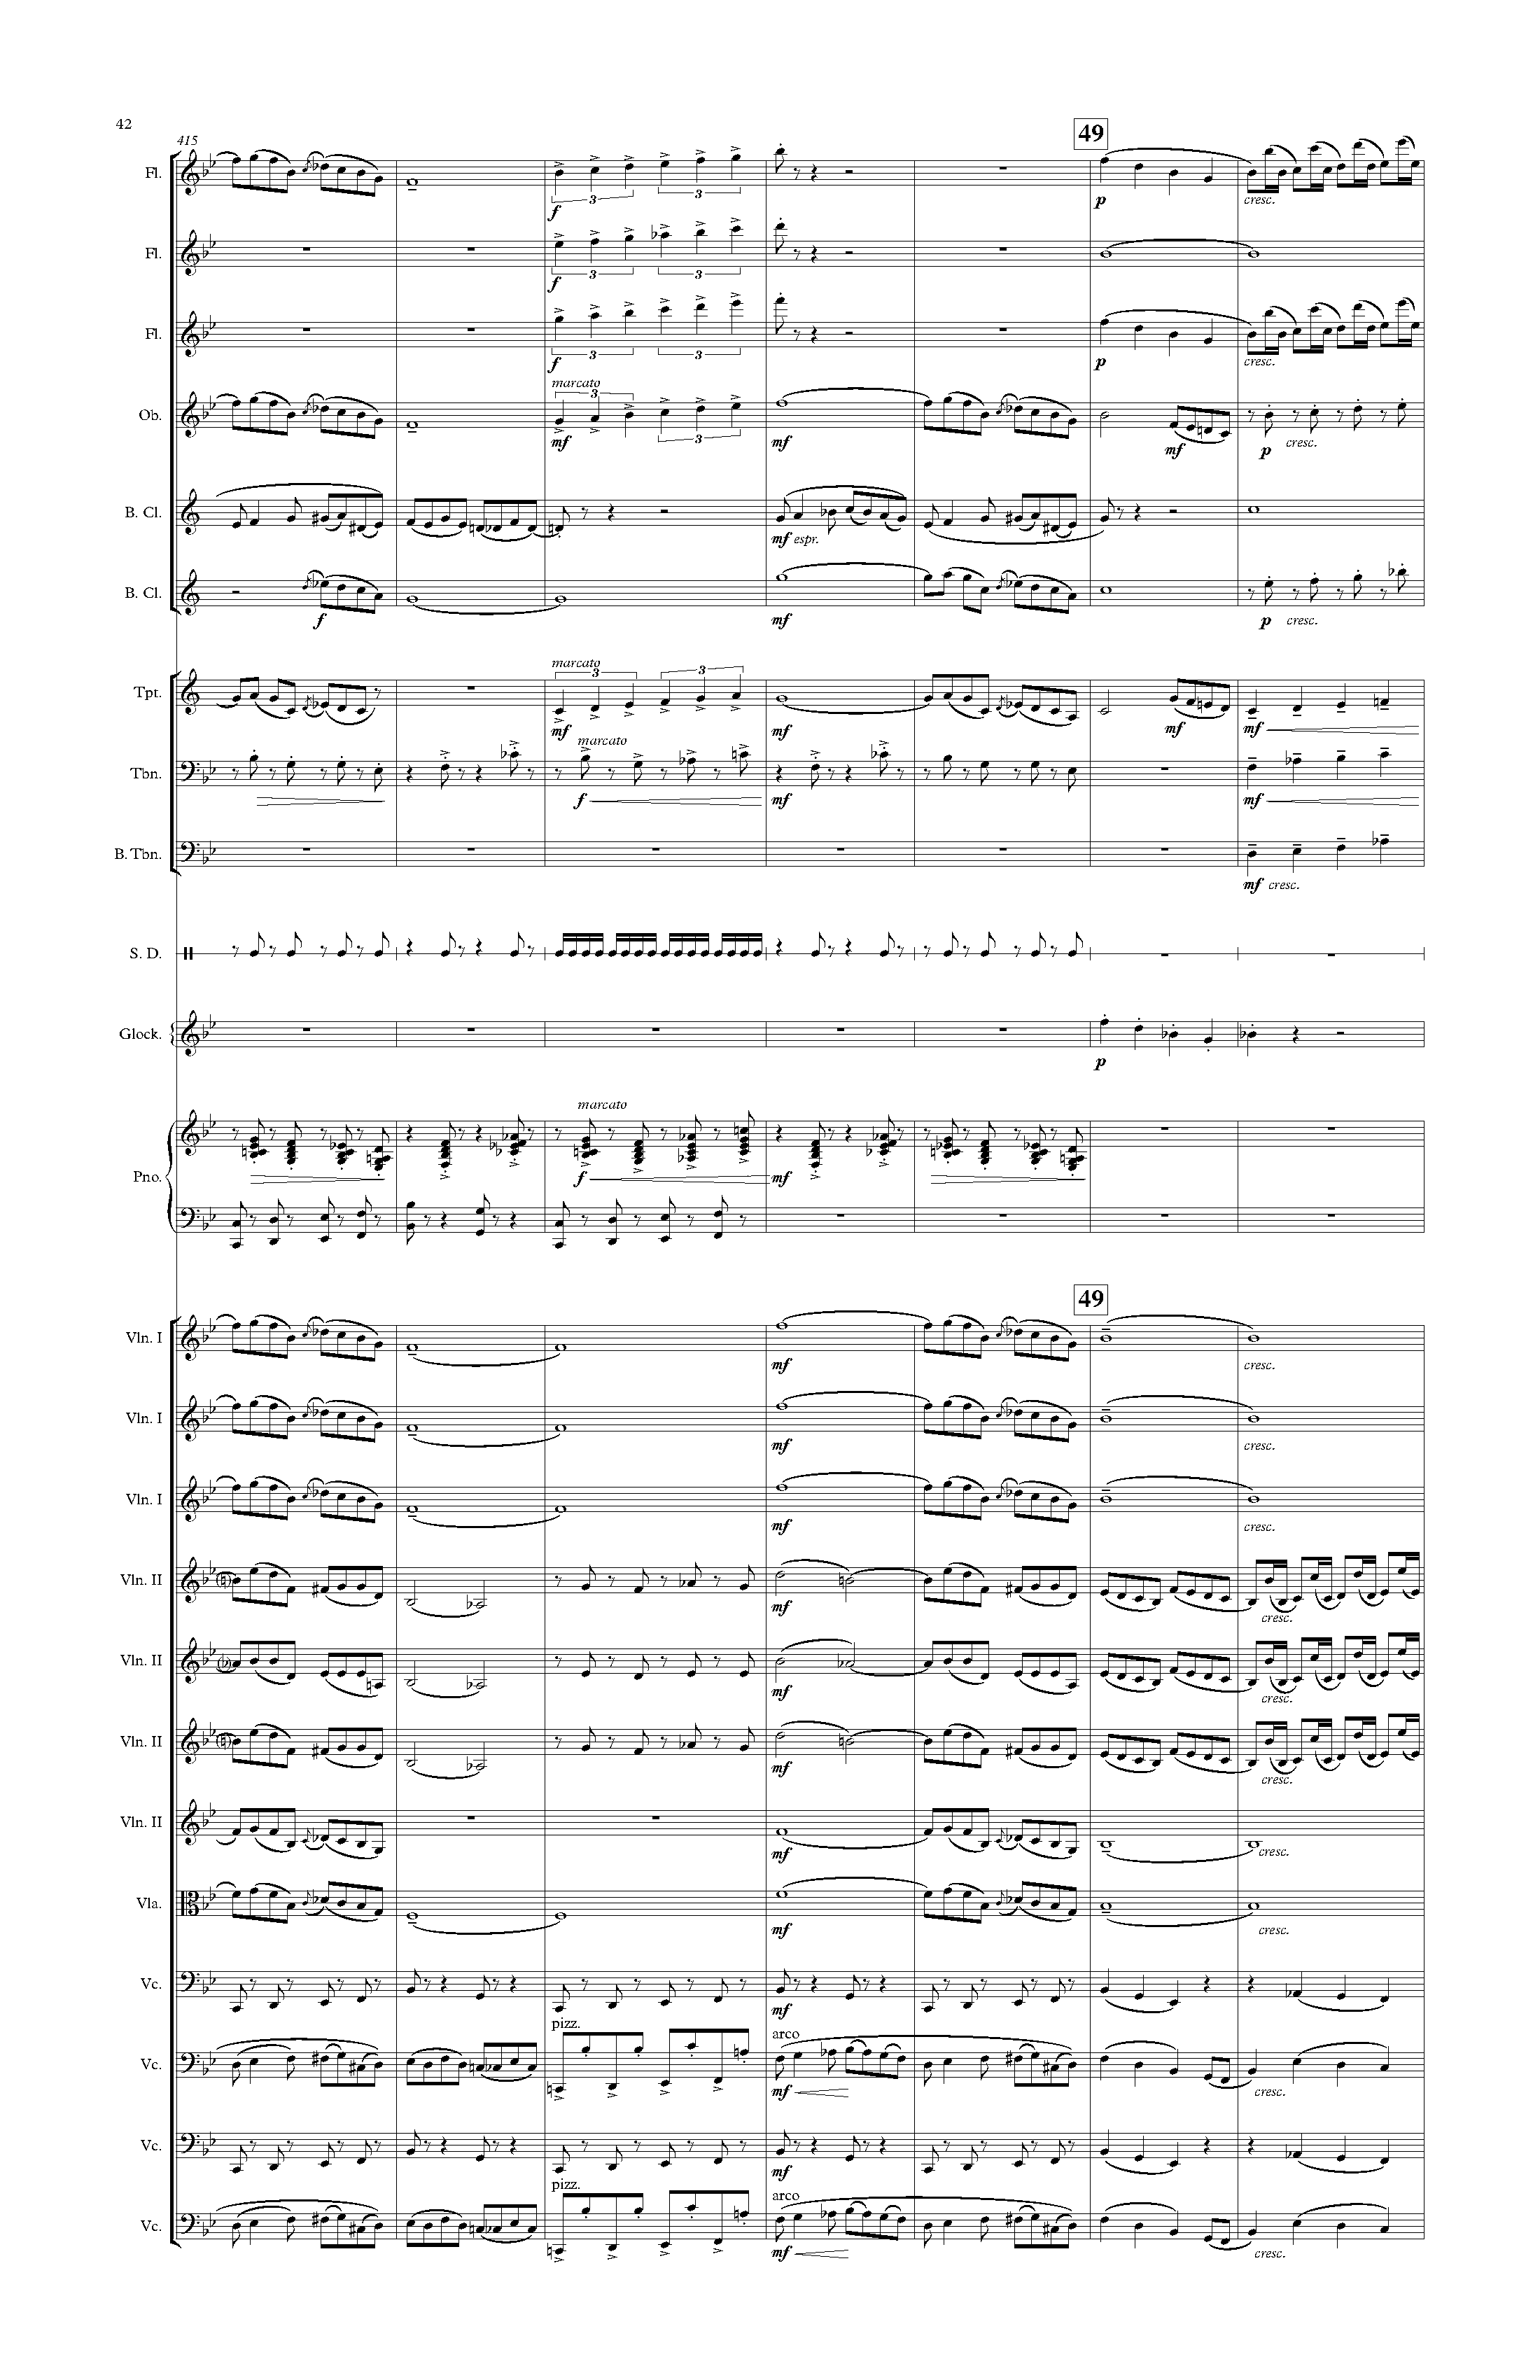 42
49
415
Fl.
3
3
f
p
cresc.
Fl.
3
3
f
Fl.
3
3
f
p
cresc.
marcato
Ob.
3
3
mf
mf
mf
p
cresc.
B. Cl.
mf espr.
B. Cl.
f
mf
p
cresc.
marcato
Tpt.
3
3
mf
mf
mf
mf
marcato
Tbn.
f
mf
mf
B. Tbn.
mf cresc.
S. D.
Glock.
p
marcato
Pno.
f
mf
49
Vln. I
mf
cresc.
Vln. I
mf
cresc.
Vln. I
mf
cresc.
Vln. II
mf
cresc.
Vln. II
mf
cresc.
Vln. II
mf
cresc.
Vln. II
mf
cresc.
Vla.
mf
cresc.
Vc.
mf
pizz.
arco
Vc.
mf
cresc.
Vc.
mf
pizz.
arco
Vc.
mf
cresc.